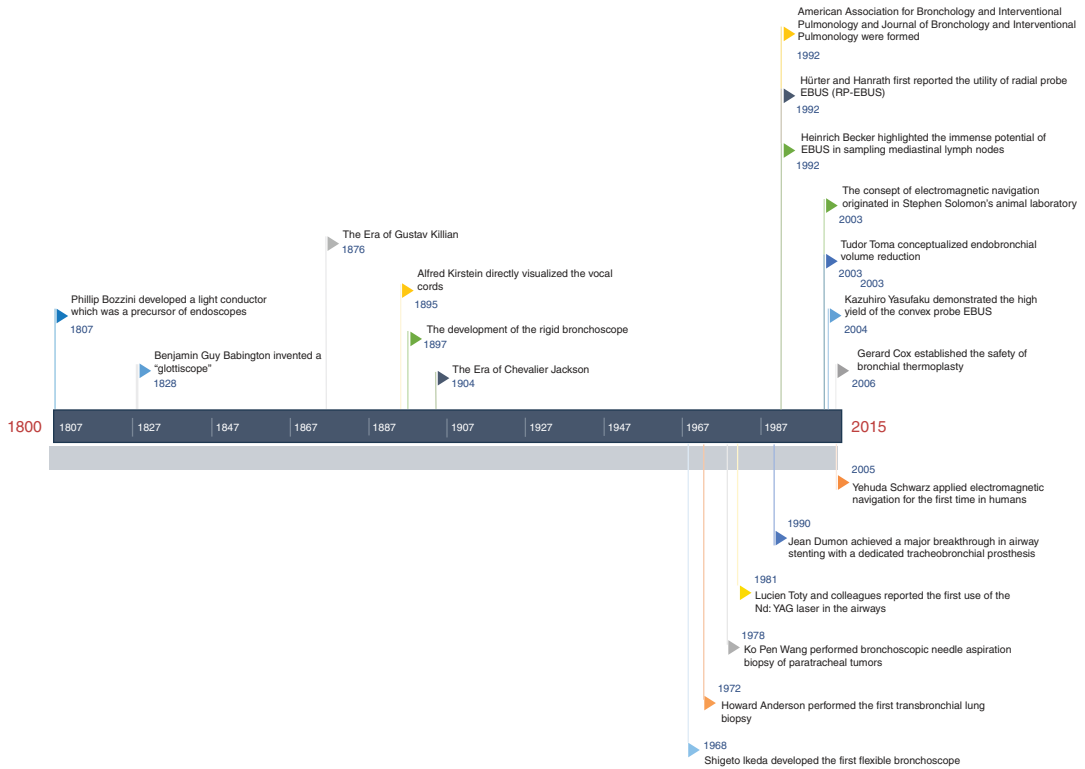 American Association for Bronchology and Interventional
Pulmonology and Journal of Bronchology and Interventional
Pulmonology were formed
1992
Hürter and Hanrath first reported the utility of radial probe
EBUS (RP-EBUS)
1992
Heinrich Becker highlighted the immense potential of
EBUS in sampling mediastinal lymph nodes
1992
The consept of electromagnetic navigation
originated in Stephen Solomon's animal laboratory
2003
Tudor Toma conceptualized endobronchial
volume reduction
2003
2003
Kazuhiro Yasufaku demonstrated the high
yield of the convex probe EBUS
2004
Gerard Cox established the safety of
bronchial thermoplasty
2006
The Era of Gustav Killian
1876
Alfred Kirstein directly visualized the vocal
cords
1895
Phillip Bozzini developed a light conductor
which was a precursor of endoscopes
1807
The development of the rigid bronchoscope
1897
Benjamin Guy Babington invented a
"glottiscope"
1828
The Era of Chevalier Jackson
1904
1800 1807 1827 1847 1867 1887 1907 1927 1947 1967 1987 2015
2005
Yehuda Schwarz applied electromagnetic
navigation for the first time in humans
1990
Jean Dumon achieved a major breakthrough in airway
stenting with a dedicated tracheobronchial prosthesis
1981
Lucien Toty and colleagues reported the first use of the
Nd: YAG laser in the airways
1978
Ko Pen Wang performed bronchoscopic needle aspiration
biopsy of paratracheal tumors
1972
Howard Anderson performed the first transbronchial lung
biopsy
1968
Shigeto Ikeda developed the first flexible bronchoscope